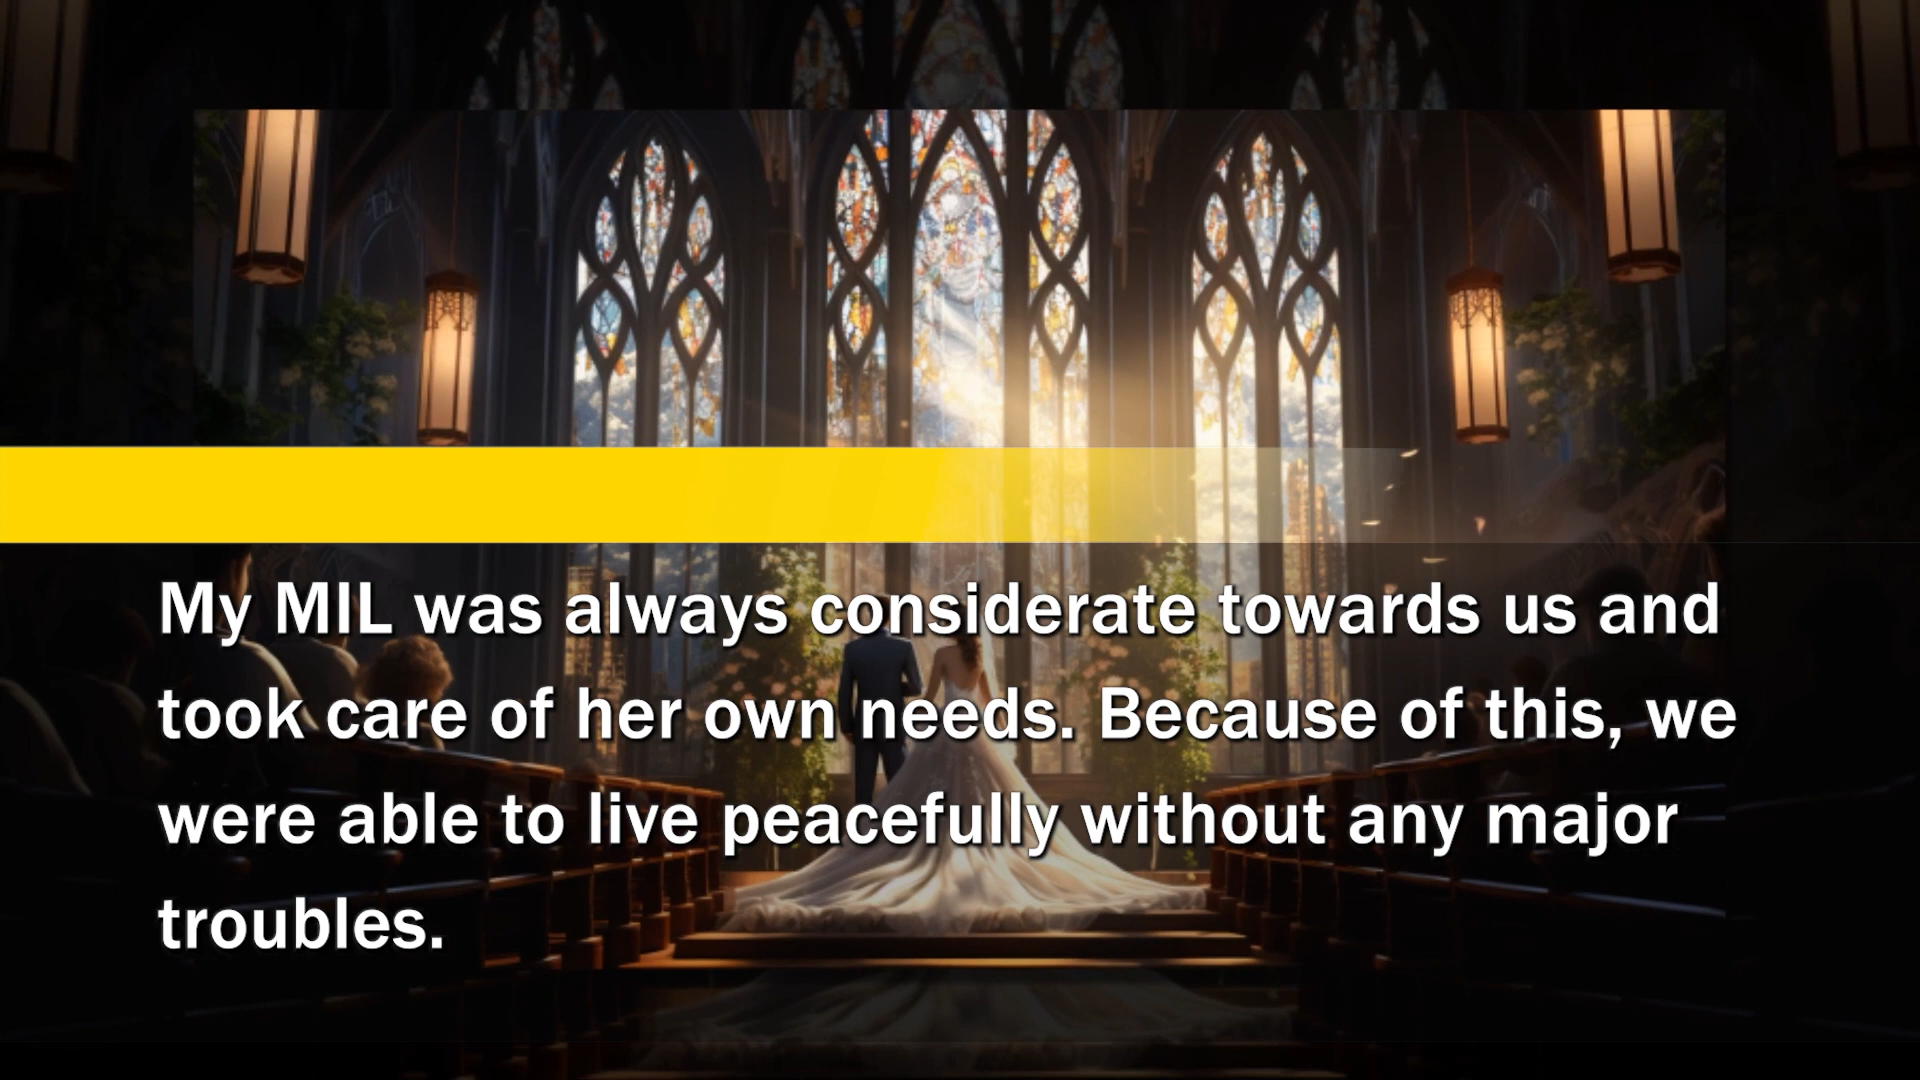 My MIL was always considerate towards us and
took care of her own needs. Because of this, we
were able to live peacefully without any major
troubles.